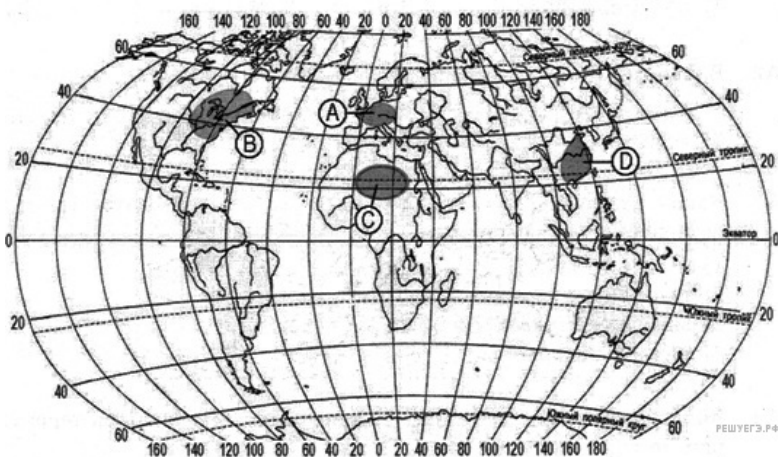 160 140 120 100 80 60 40 20 0 20 40 60 80 100 120 140 160 180
60 Северный полярный круг 60
40 40
A
B
D
20 Северный тропик 20
C
0 Экватор 0
20 Южный тропик 20
40 40
Южный полярный круг
60 60
160 140 120 100 80 60 40 20 0 20 40 60 80 100 120 140 160 180
РЕШУЕГЭ.РФ